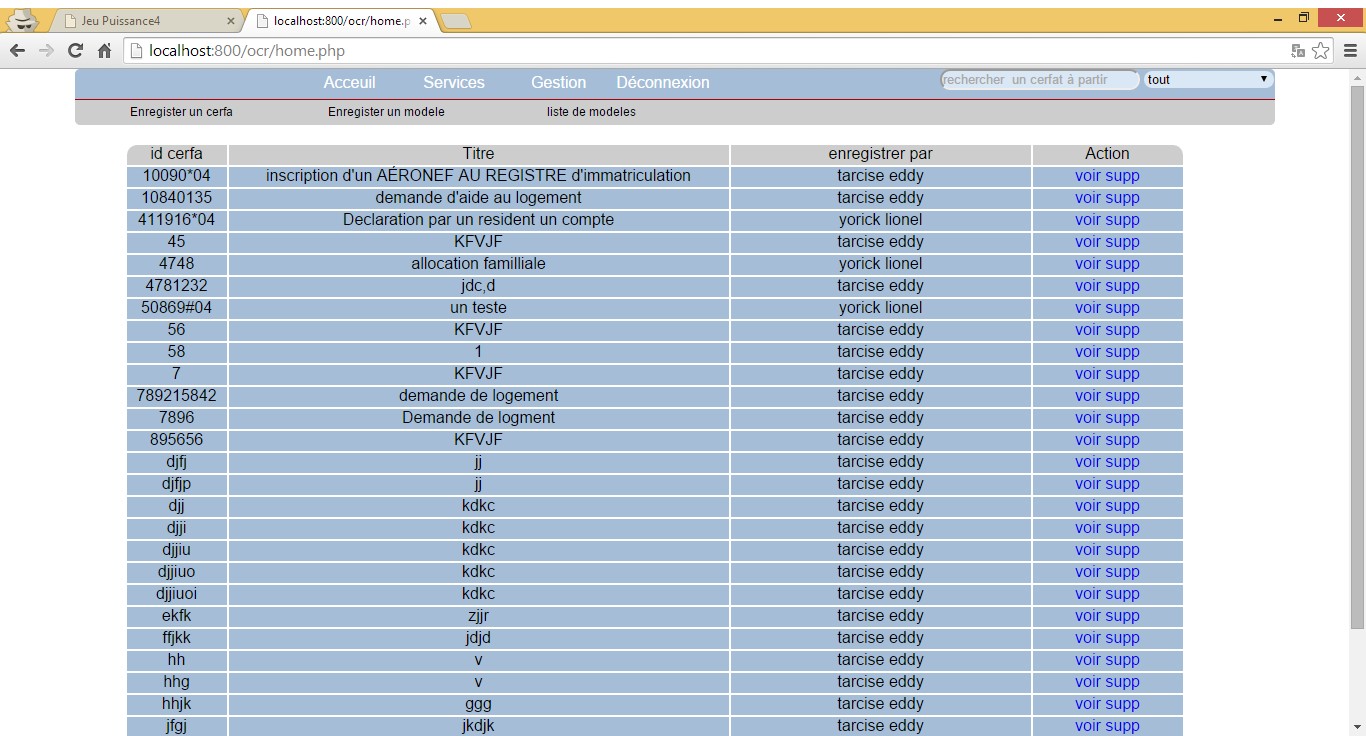 Jeu Puissance4
localhost:800/ocr/home.p
localhost:800/ocr/home.php
Acceuil Services Gestion Déconnexion rechercher un cerfat à partir tout
Enregister un cerfa Enregister un modele liste de modeles
id cerfa Titre enregistrer par Action
10090*04 inscription d'un AÉRONEF AU REGISTRE d'immatriculation tarcise eddy voir supp
10840135 demande d'aide au logement tarcise eddy voir supp
411916*04 Declaration par un resident un compte yorick lionel voir supp
45 KFVJF tarcise eddy voir supp
4748 allocation familliale yorick lionel voir supp
4781232 jdc,d tarcise eddy voir supp
50869#04 un teste yorick lionel voir supp
56 KFVJF tarcise eddy voir supp
58 1 tarcise eddy voir supp
7 KFVJF tarcise eddy voir supp
789215842 demande de logement tarcise eddy voir supp
7896 Demande de logment tarcise eddy voir supp
895656 KFVJF tarcise eddy voir supp
djfj jj tarcise eddy voir supp
djfjp jj tarcise eddy voir supp
djj kdkc tarcise eddy voir supp
djji kdkc tarcise eddy voir supp
djjiu kdkc tarcise eddy voir supp
djjiuo kdkc tarcise eddy voir supp
djjiuoi kdkc tarcise eddy voir supp
ekfk zjjr tarcise eddy voir supp
ffjkk jdjd tarcise eddy voir supp
hh v tarcise eddy voir supp
hhg v tarcise eddy voir supp
hhjk ggg tarcise eddy voir supp
jfgj jkdjk tarcise eddy voir supp